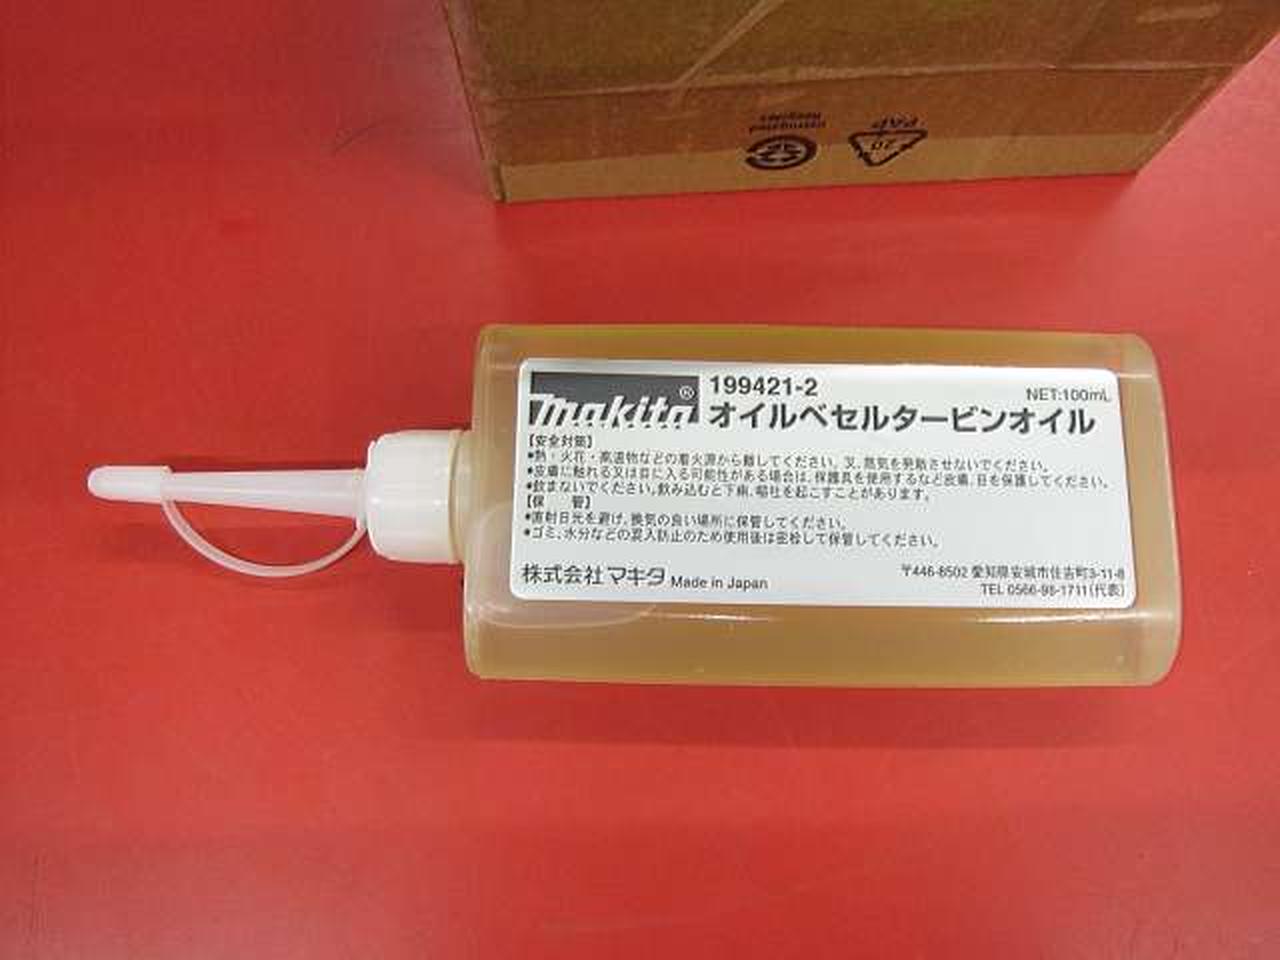 Corrugated
Recycles
PAP
20
makita®
199421-2
NET:100mL
オイルベセルタービンオイル
【安全対策】
•熱・火花・高温物などの着火源から離してください。又、蒸気を発散させないでください。
•皮膚に触れる又は目に入る可能性がある場合は、保護具を使用するなど皮膚、目を保護してください。
•飲まないでください。飲み込むと下痢、嘔吐を起こすことがあります。
【保 管】
•直射日光を避け、換気の良い場所に保管してください。
•ゴミ、水分などの混入防止のため使用後は密栓して保管してください。
株式会社マキタ Made in Japan
〒446-8502 愛知県安城市住吉町3-11-8
TEL 0566-98-1711(代表)